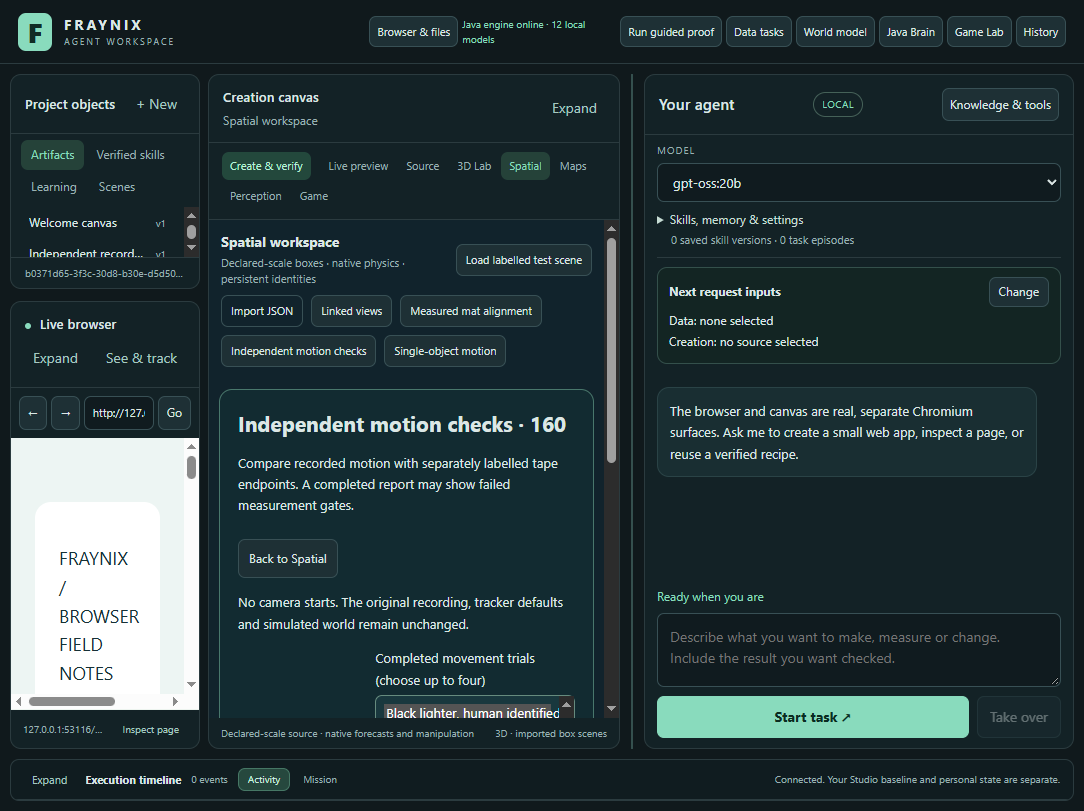 F
FRAYNIX
AGENT WORKSPACE
Browser & files
Java engine online · 12 local
models
Run guided proof
Data tasks
World model
Java Brain
Game Lab
History
Project objects
+ New
Artifacts
Verified skills
Learning
Scenes
Welcome canvas
v1
Independent record...
v1
b0371d65-3f3c-30d8-b30e-d5d50...
Live browser
Expand
See & track
←
→
http://127.
Go
FRAYNIX
/
BROWSER
FIELD
NOTES
127.0.0.1:53116/...
Inspect page
Creation canvas
Spatial workspace
Expand
Create & verify
Live preview
Source
3D Lab
Spatial
Maps
Perception
Game
Spatial workspace
Declared-scale boxes · native physics ·
persistent identities
Load labelled test scene
Import JSON
Linked views
Measured mat alignment
Independent motion checks
Single-object motion
Independent motion checks · 160
Compare recorded motion with separately labelled tape
endpoints. A completed report may show failed
measurement gates.
Back to Spatial
No camera starts. The original recording, tracker defaults
and simulated world remain unchanged.
Completed movement trials
(choose up to four)
Black lighter, human identified
Declared-scale source · native forecasts and manipulation
3D · imported box scenes
Your agent
LOCAL
Knowledge & tools
MODEL
gpt-oss:20b
Skills, memory & settings
0 saved skill versions · 0 task episodes
Next request inputs
Change
Data: none selected
Creation: no source selected
The browser and canvas are real, separate Chromium
surfaces. Ask me to create a small web app, inspect a page, or
reuse a verified recipe.
Ready when you are
Describe what you want to make, measure or change.
Include the result you want checked.
Start task ↗
Take over
Expand
Execution timeline
0 events
Activity
Mission
Connected. Your Studio baseline and personal state are separate.